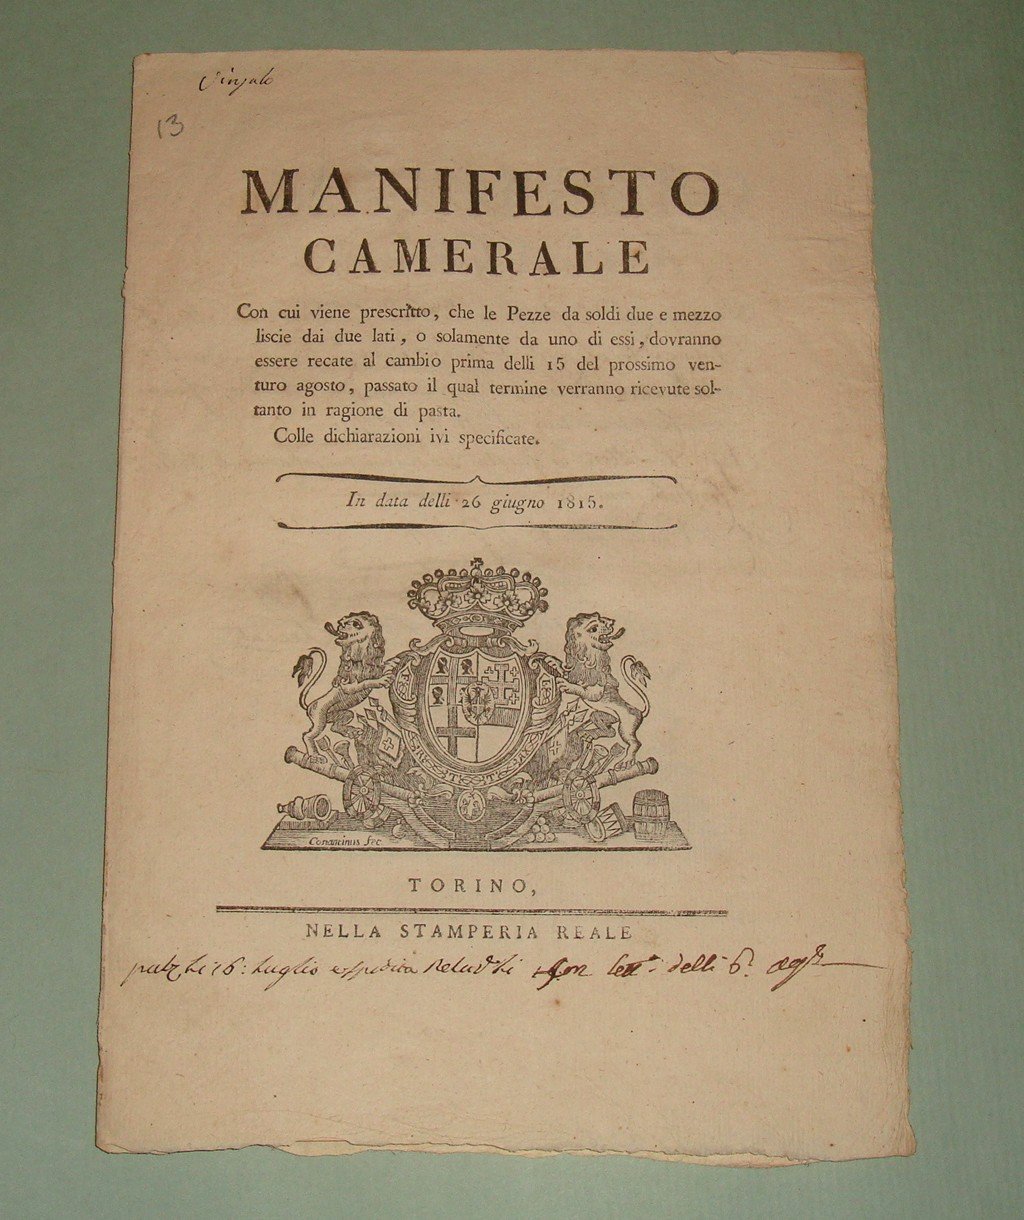 13
MANIFESTO
CAMERALE
Con cui viene prescritto, che le Pezze da soldi due e mezzo
liscie dai due lati, o solamente da uno di essi, dovranno
essere recate al cambio prima delli 15 del prossimo ven-
turo agosto, passato il qual termine verranno ricevute sol-
tanto in ragione di pasta.
Colle dichiarazioni ivi specificate.
In data delli 26 giugno 1815.
TORINO,
NELLA STAMPERIA REALE
luglio delli 6